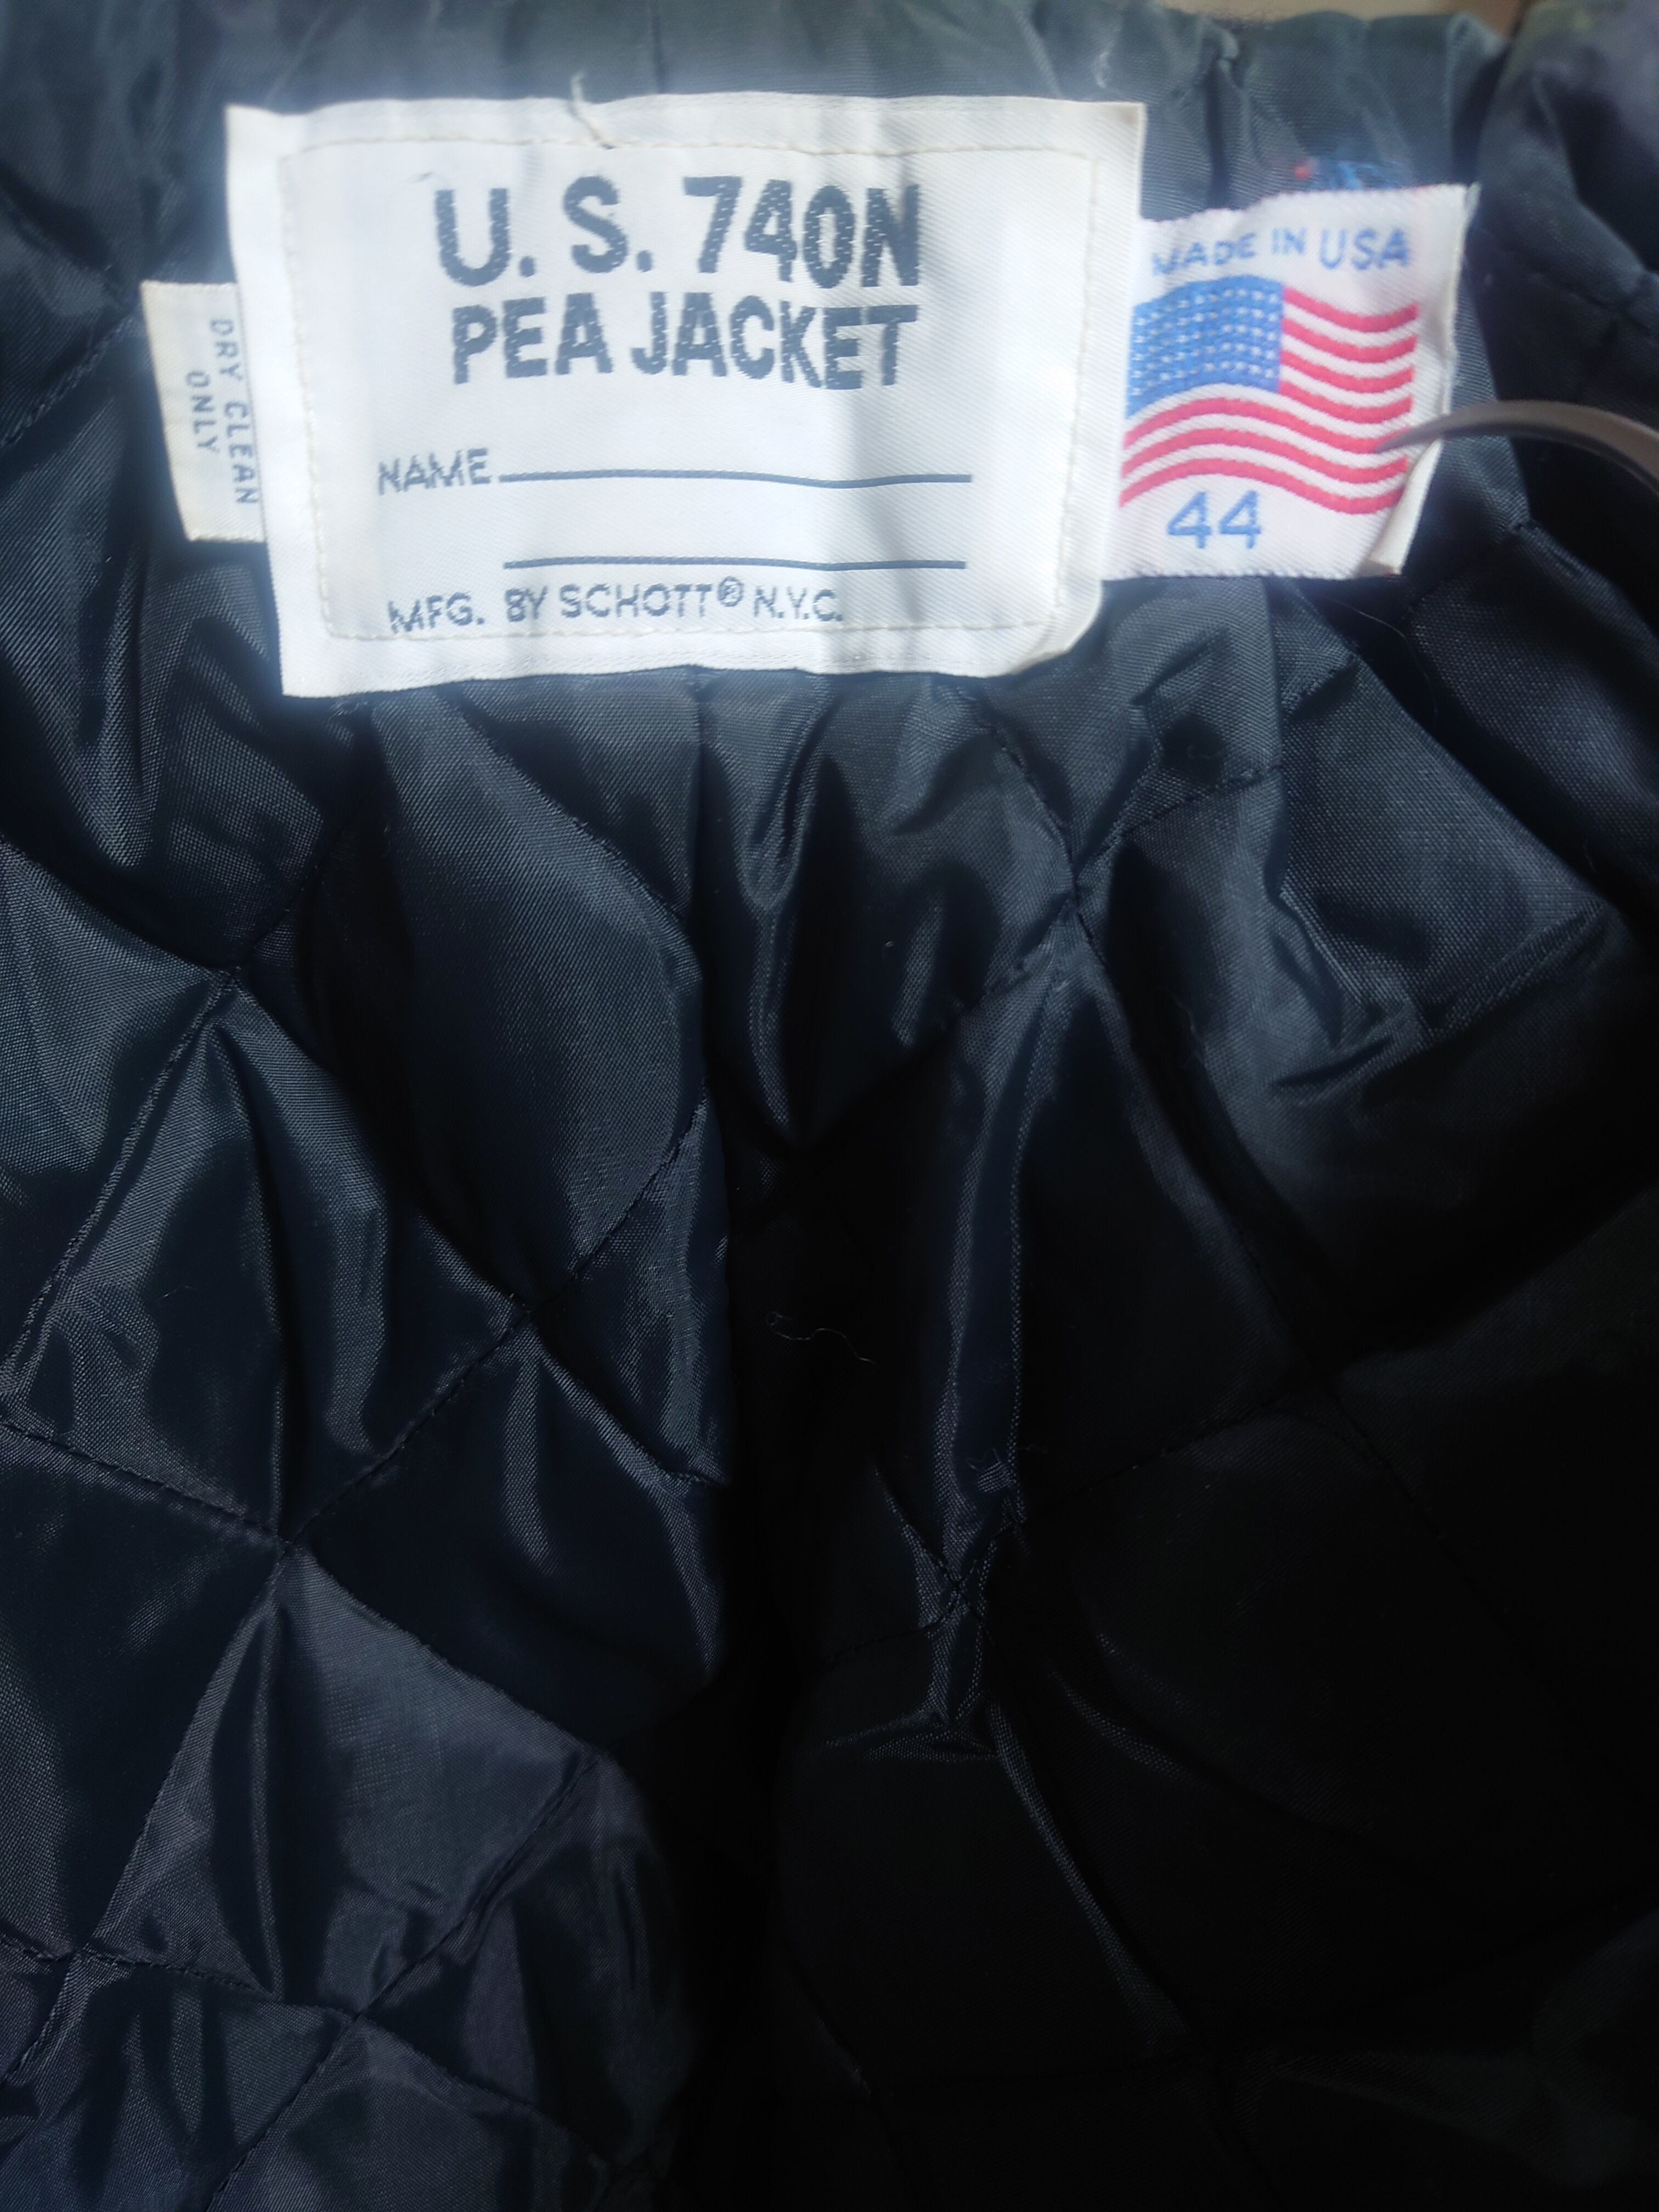 U. S. 740N
PEA JACKET
NAME
MFG. BY SCHOTT® N.Y.C.
DRY CLEAN
ONLY
MADE IN USA
44